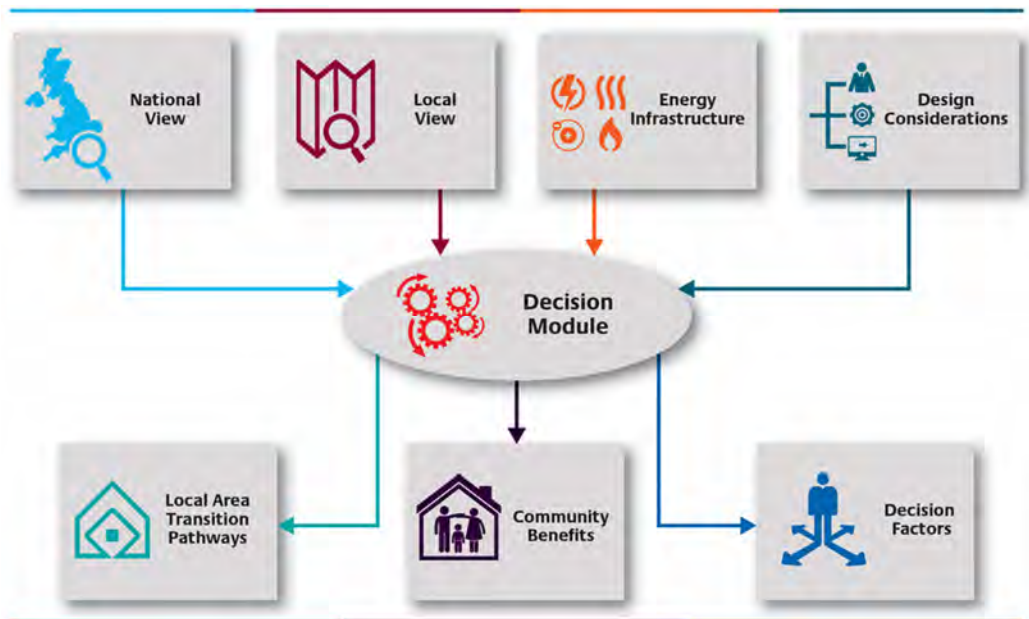 National
View
Local
View
Energy
Infrastructure
Design
Considerations
Decision
Module
Local Area
Transition
Pathways
Community
Benefits
Decision
Factors